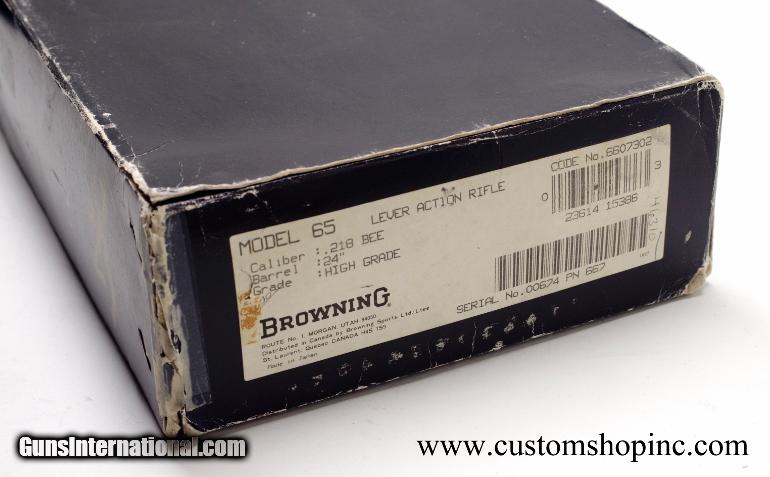 MODEL 65 LEVER ACTION RIFLE
CODE No. 6607302
Caliber : .218 BEE
Barrel : 24"
Grade : HIGH GRADE
0 23614 15386 3
SERIAL No. 00674 PN 667
BROWNING
ROUTE No. 1, MORGAN, UTAH 84050
Distributed in Canada by Browning Sports Ltd./Ltee
St. Laurent, Quebec CANADA H4S 1S5
Made in Japan
GunsInternational.com
www.customshopinc.com